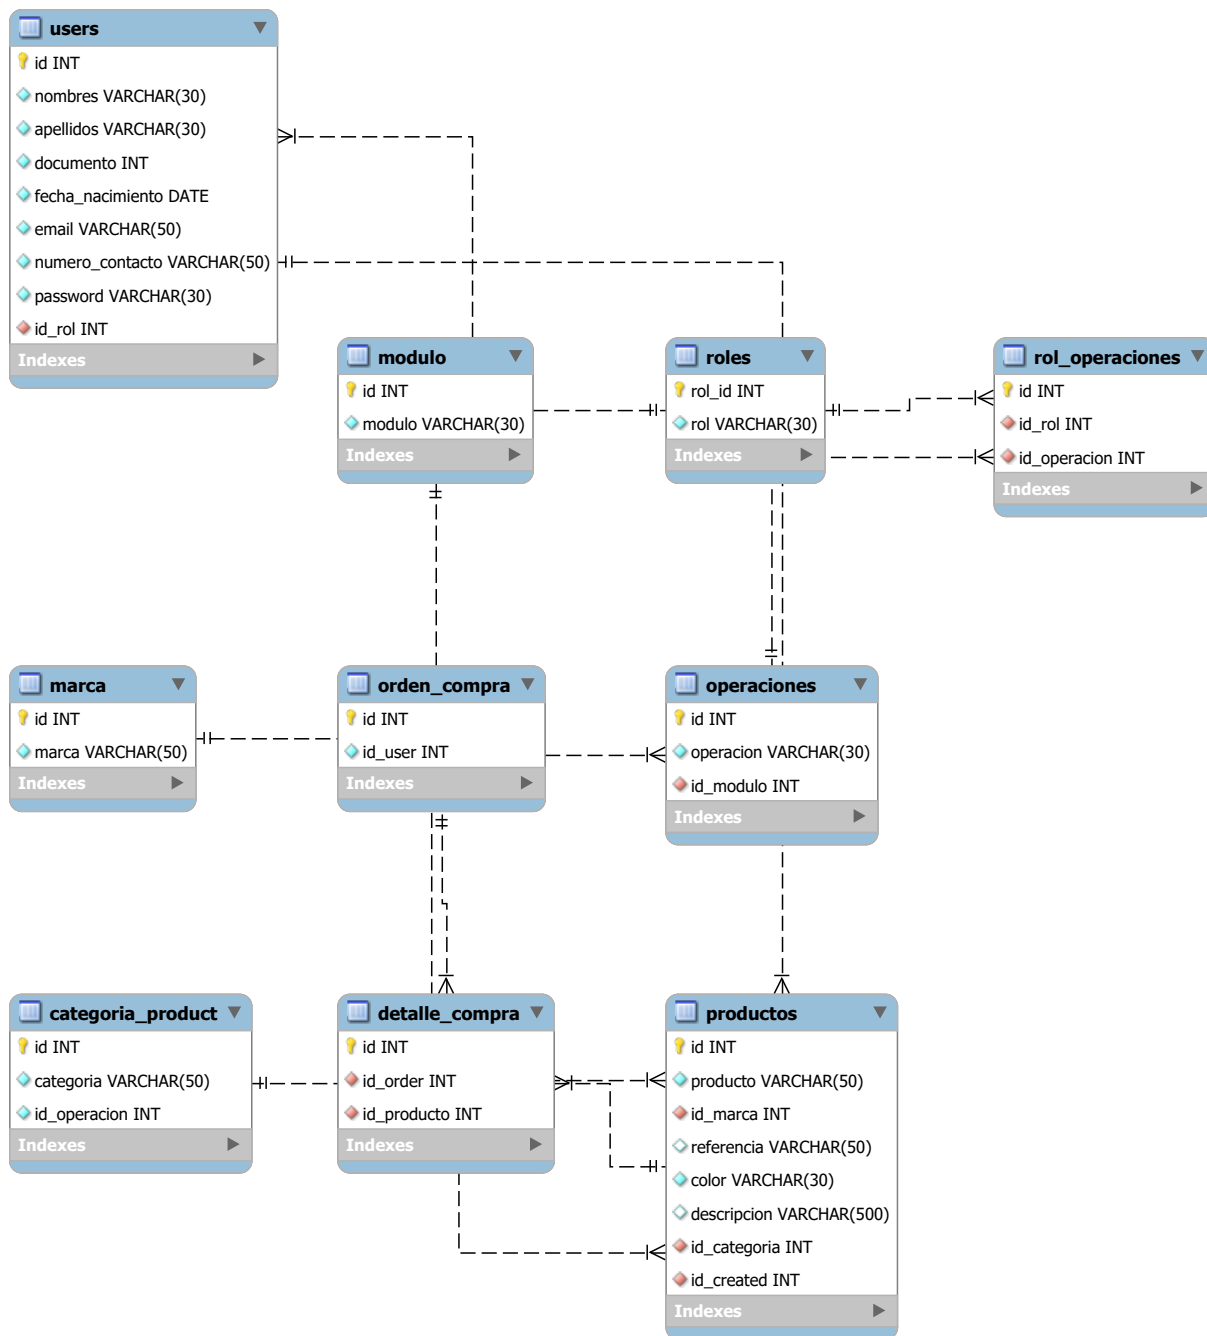 users
id INT
nombres VARCHAR(30)
apellidos VARCHAR(30)
documento INT
fecha_nacimiento DATE
email VARCHAR(50)
numero_contacto VARCHAR(50)
password VARCHAR(30)
id_rol INT
Indexes
modulo
id INT
modulo VARCHAR(30)
Indexes
roles
rol_id INT
rol VARCHAR(30)
Indexes
rol_operaciones
id INT
id_rol INT
id_operacion INT
Indexes
marca
id INT
marca VARCHAR(50)
Indexes
orden_compra
id INT
id_user INT
Indexes
operaciones
id INT
operacion VARCHAR(30)
id_modulo INT
Indexes
categoria_product
id INT
categoria VARCHAR(50)
id_operacion INT
Indexes
detalle_compra
id INT
id_order INT
id_producto INT
Indexes
productos
id INT
producto VARCHAR(50)
id_marca INT
referencia VARCHAR(50)
color VARCHAR(30)
descripcion VARCHAR(500)
id_categoria INT
id_created INT
Indexes